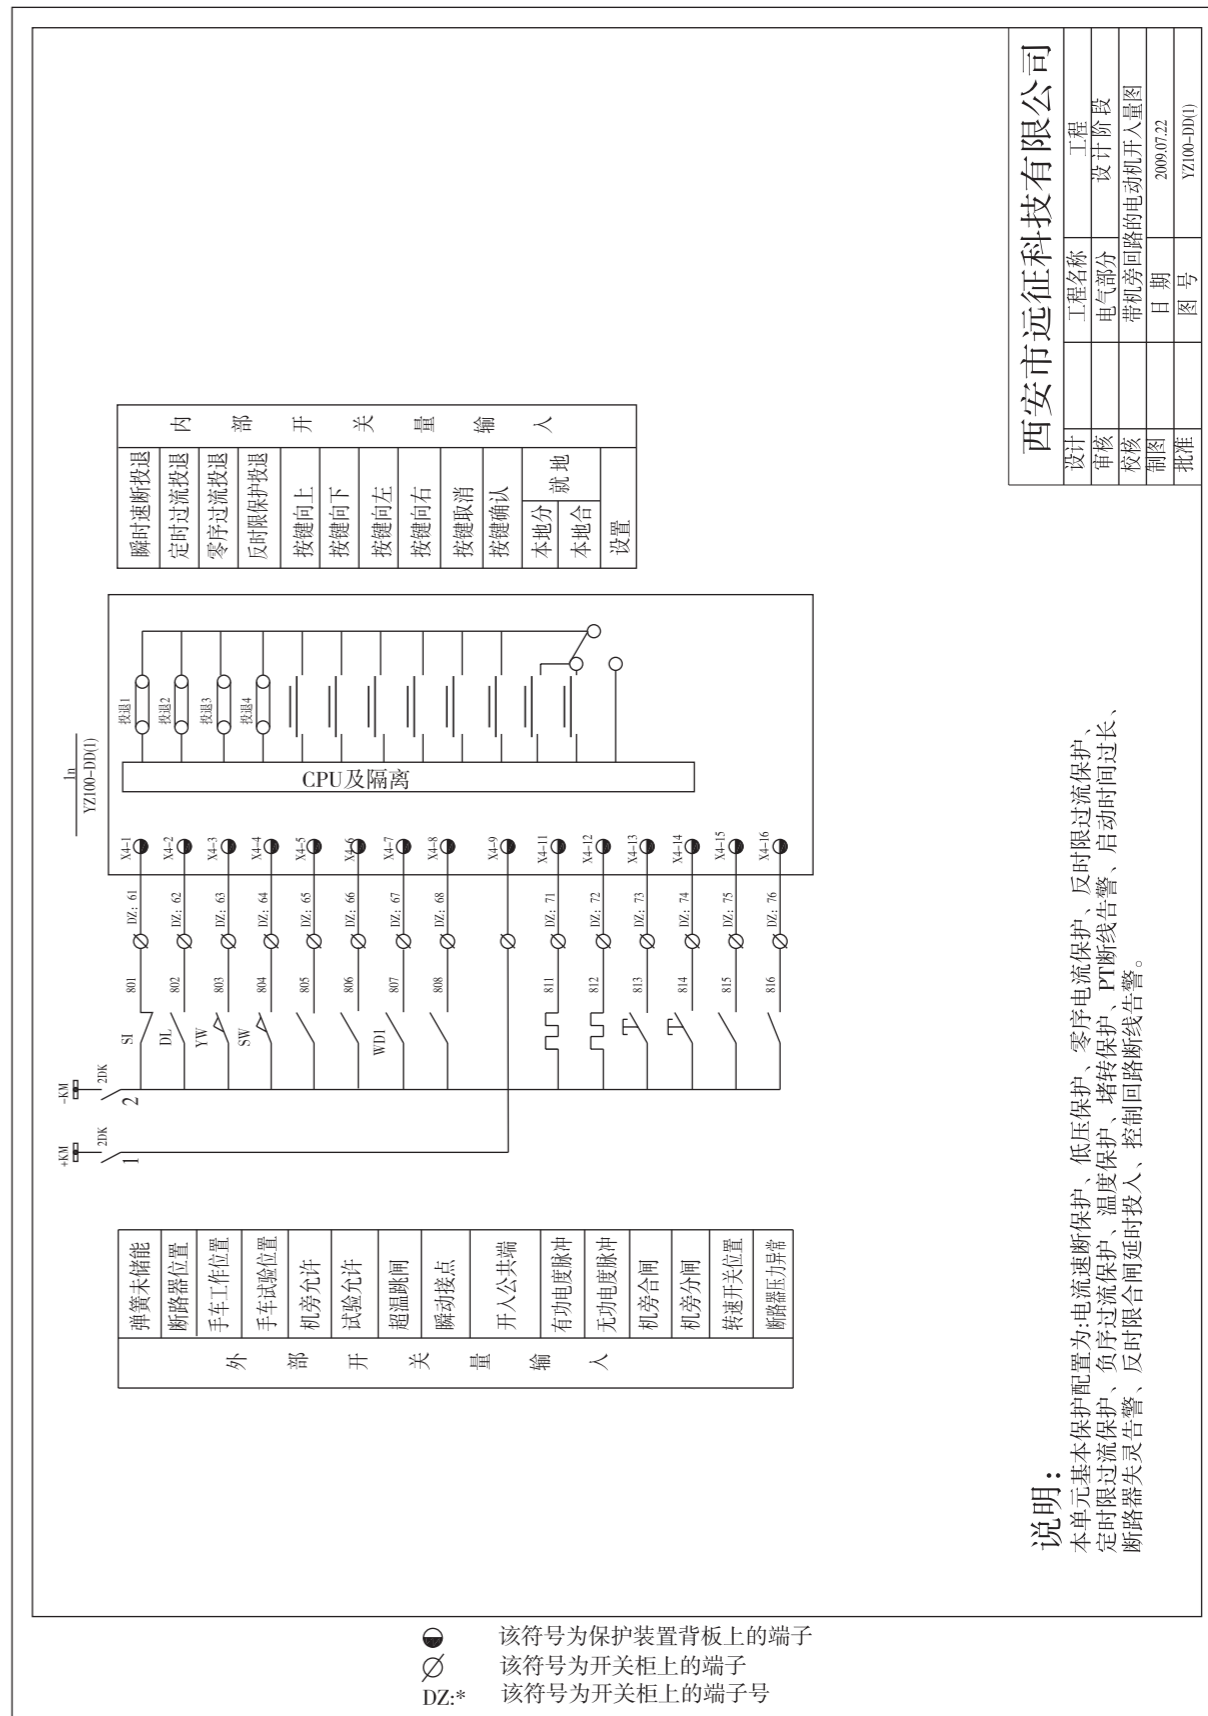 1n
YZ100-DD(1)
+KM
-KM
2DK
2DK
1
2
外部开关量输入
弹簧未储能
断路器位置
手车工作位置
手车试验位置
机旁允许
试验允许
超温跳闸
瞬动接点
开入公共端
有功电度脉冲
无功电度脉冲
机旁合闸
机旁分闸
转速开关位置
断路器压力异常
SI
DL
YW
SW
WD1
801
802
803
804
805
806
807
808
811
812
813
814
815
816
DZ: 61
DZ: 62
DZ: 63
DZ: 64
DZ: 65
DZ: 66
DZ: 67
DZ: 68
DZ: 71
DZ: 72
DZ: 73
DZ: 74
DZ: 75
DZ: 76
X4-1
X4-2
X4-3
X4-4
X4-5
X4-6
X4-7
X4-8
X4-9
X4-11
X4-12
X4-13
X4-14
X4-15
X4-16
CPU及隔离
投退1
投退2
投退3
投退4
瞬时速断投退
定时过流投退
零序过流投退
反时限保护投退
按键向上
按键向下
按键向左
按键向右
按键取消
按键确认
本地分
本地合
就地
设置
内部开关量输入
说明：
本单元基本保护配置为:电流速断保护、低压保护、零序电流保护、反时限过流保护、
定时限过流保护、负序过流保护、温度保护、堵转保护、PT断线告警、启动时间过长、
断路器失灵告警、反时限合闸延时投入、控制回路断线告警。
西安市远征科技有限公司
设计 工程名称 工程
审核 电气部分 设计阶段
校核 带机旁回路的电动机开入量图
制图 日期 2009.07.22
批准 图号 YZ100-DD(1)
该符号为保护装置背板上的端子
该符号为开关柜上的端子
DZ:* 该符号为开关柜上的端子号